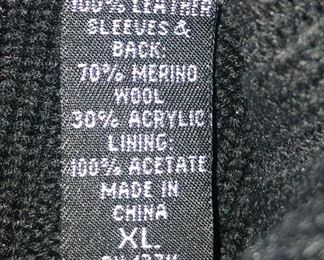 100% LEATHER
SLEEVES &
BACK:
70% MERINO
WOOL
30% ACRYLIC
LINING:
100% ACETATE
MADE IN
CHINA
XL